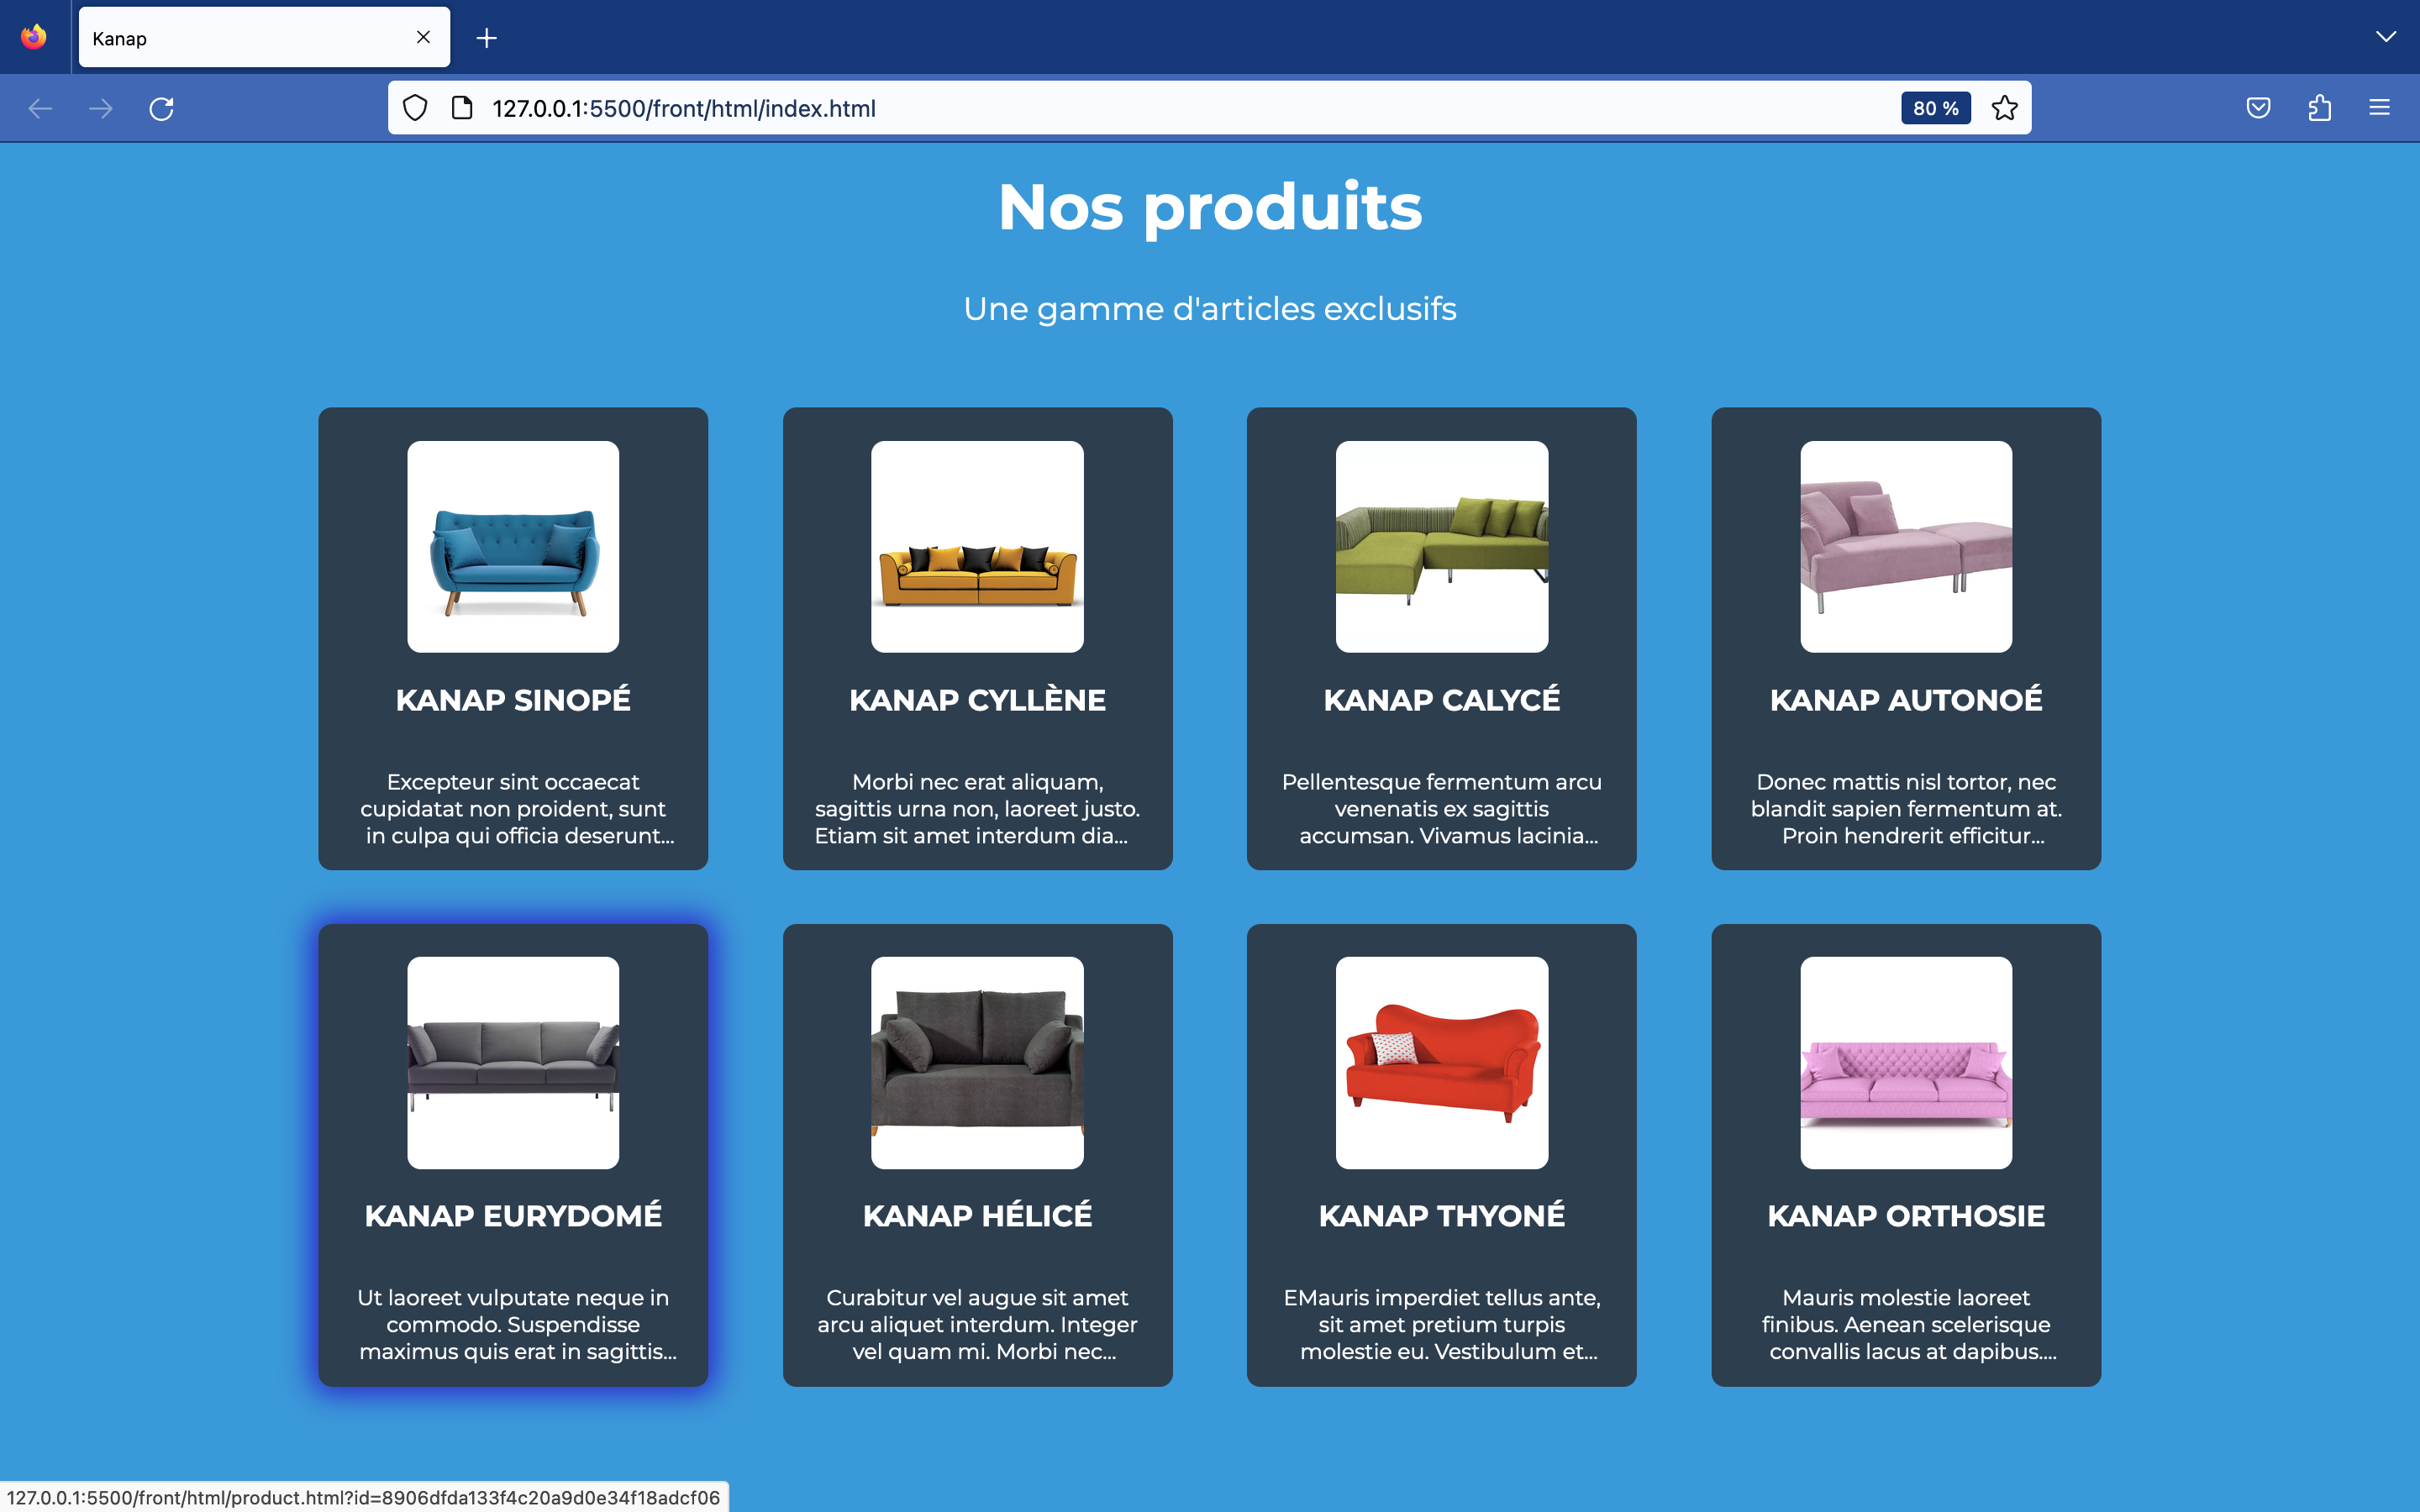 Kanap
127.0.0.1:5500/front/html/index.html
80 %
Nos produits
Une gamme d'articles exclusifs
KANAP SINOPÉ
Excepteur sint occaecat
cupidatat non proident, sunt
in culpa qui officia deserunt...
KANAP CYLLÈNE
Morbi nec erat aliquam,
sagittis urna non, laoreet justo.
Etiam sit amet interdum dia...
KANAP CALYCÉ
Pellentesque fermentum arcu
venenatis ex sagittis
accumsan. Vivamus lacinia...
KANAP AUTONOÉ
Donec mattis nisl tortor, nec
blandit sapien fermentum at.
Proin hendrerit efficitur...
KANAP EURYDOMÉ
Ut laoreet vulputate neque in
commodo. Suspendisse
maximus quis erat in sagittis...
KANAP HÉLICÉ
Curabitur vel augue sit amet
arcu aliquet interdum. Integer
vel quam mi. Morbi nec...
KANAP THYONÉ
EMauris imperdiet tellus ante,
sit amet pretium turpis
molestie eu. Vestibulum et...
KANAP ORTHOSIE
Mauris molestie laoreet
finibus. Aenean scelerisque
convallis lacus at dapibus....
127.0.0.1:5500/front/html/product.html?id=8906dfda133f4c20a9d0e34f18adcf06